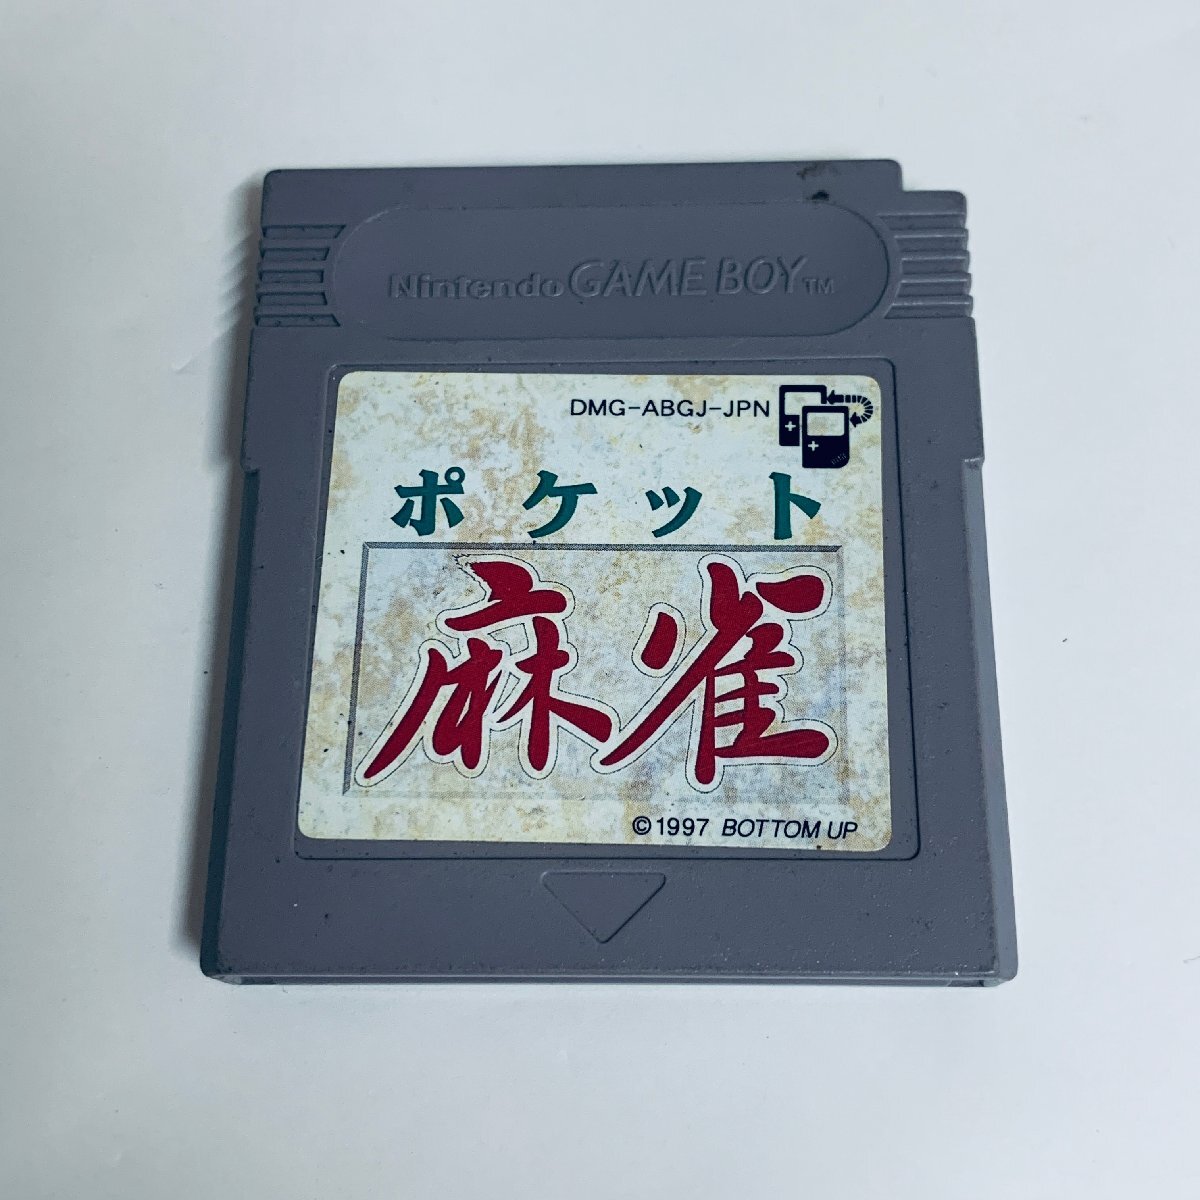 Nintendo GAME BOY™
DMG-ABGJ-JPN
ポケット
麻雀
©1997 BOTTOM UP